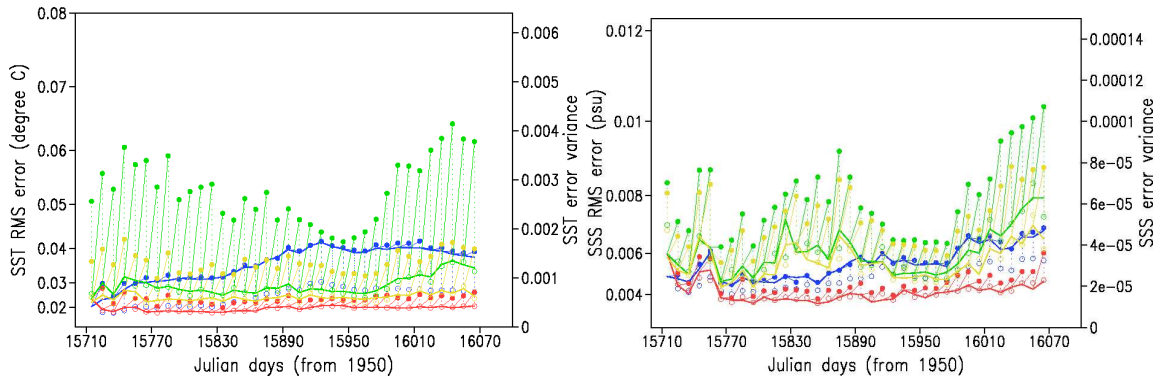 0.08
0.07
0.06
0.05
0.04
0.03
0.02
SST RMS error (degree C)
0.006
0.005
0.004
0.003
0.002
0.001
0
SST error variance
15710 15770 15830 15890 15950 16010 16070
Julian days (from 1950)
0.012
0.01
0.008
0.006
0.004
SSS RMS error (psu)
0.00014
0.00012
0.0001
8e-05
6e-05
4e-05
2e-05
0
SSS error variance
15710 15770 15830 15890 15950 16010 16070
Julian days (from 1950)